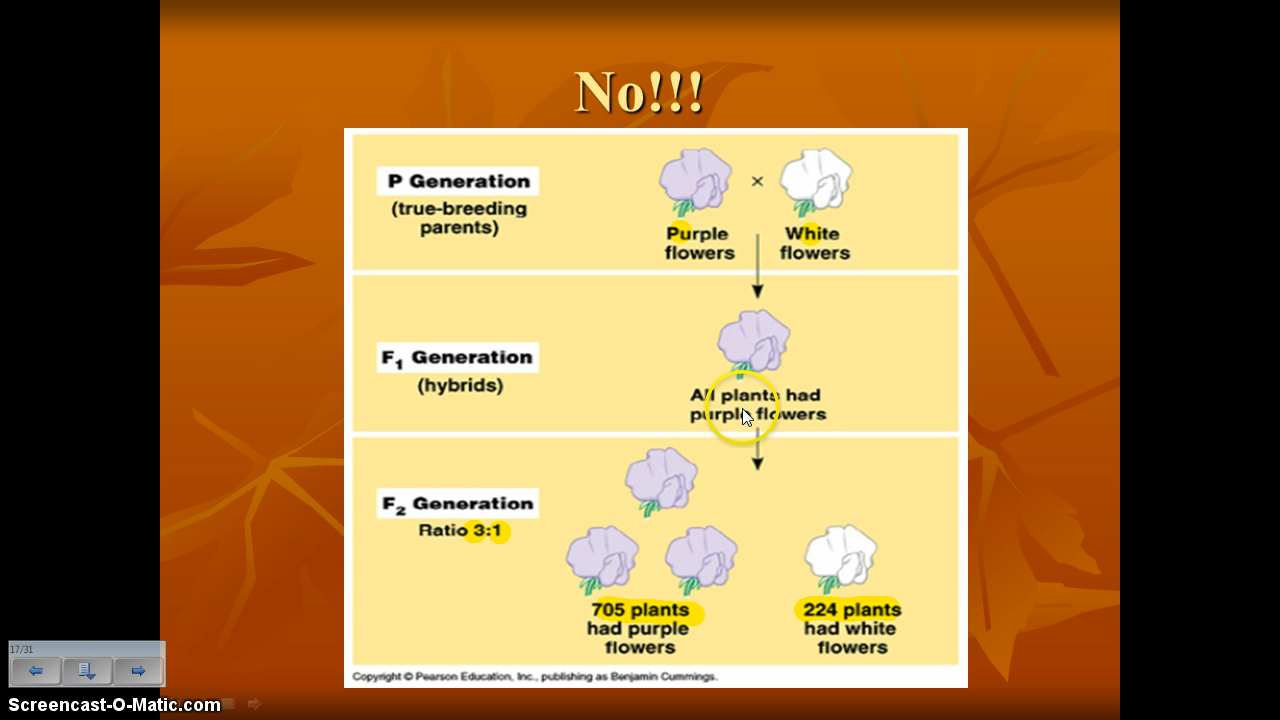 No!!!
P Generation
(true-breeding
parents)
×
Purple
flowers
White
flowers
F₁ Generation
(hybrids)
All plants had
purple flowers
F₂ Generation
Ratio 3:1
705 plants
had purple
flowers
224 plants
had white
flowers
Copyright © Pearson Education, Inc., publishing as Benjamin Cummings.
17/31
Screencast-O-Matic.com